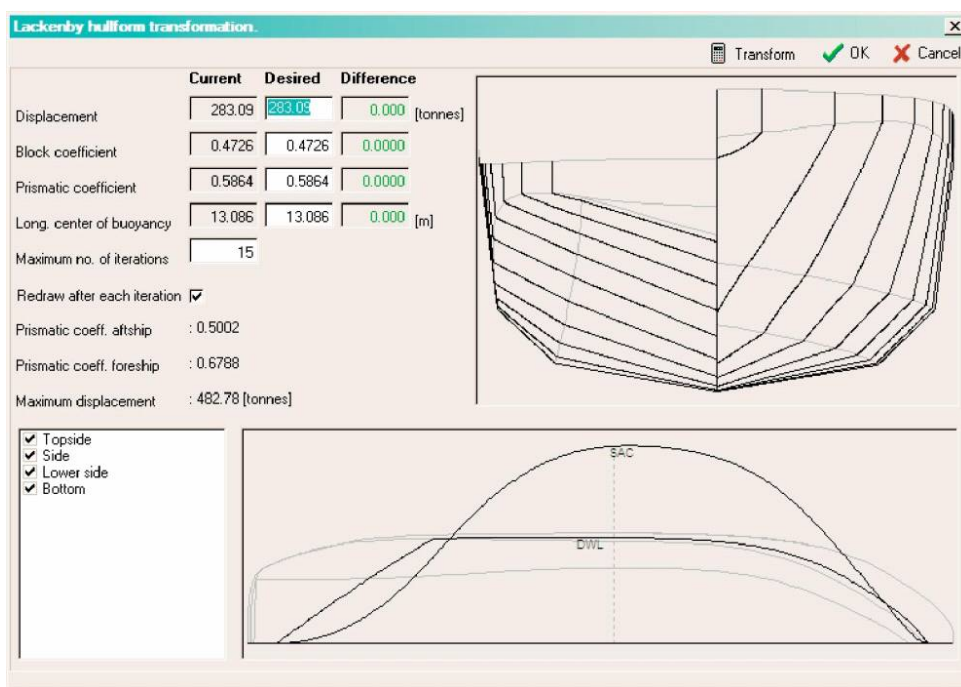 Lackenby hullform transformation.
Transform OK Cancel
Current Desired Difference
Displacement 283.09 283.09 0.000 [tonnes]
Block coefficient 0.4726 0.4726 0.0000
Prismatic coefficient 0.5864 0.5864 0.0000
Long. center of buoyancy 13.086 13.086 0.000 [m]
Maximum no. of iterations 15
Redraw after each iteration
Prismatic coeff. aftship : 0.5002
Prismatic coeff. foreship : 0.6788
Maximum displacement : 482.78 [tonnes]
Topside
Side
Lower side
Bottom
SAC
DWL